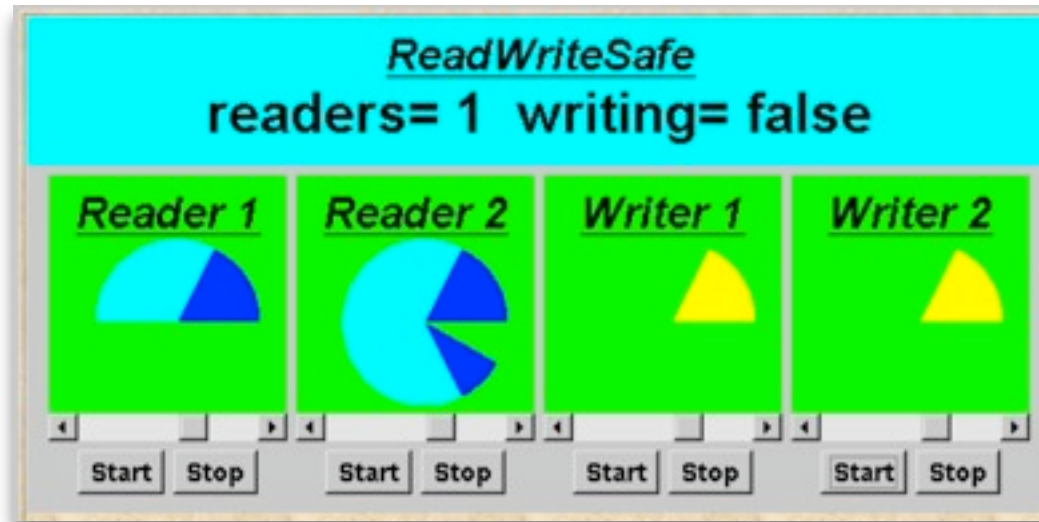 ReadWriteSafe
readers= 1 writing= false
Reader 1 Reader 2 Writer 1 Writer 2
Start Stop Start Stop Start Stop Start Stop